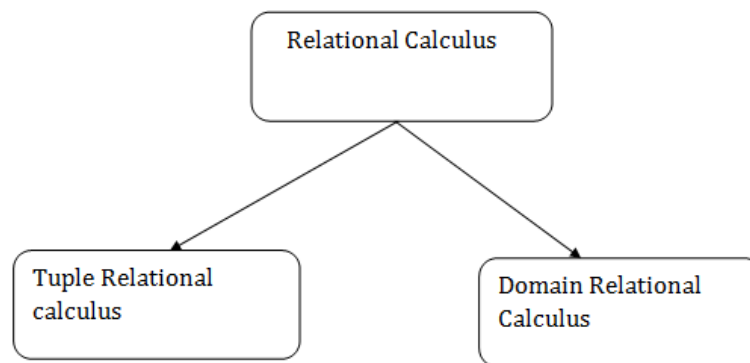 Relational Calculus
Tuple Relational
calculus
Domain Relational
Calculus